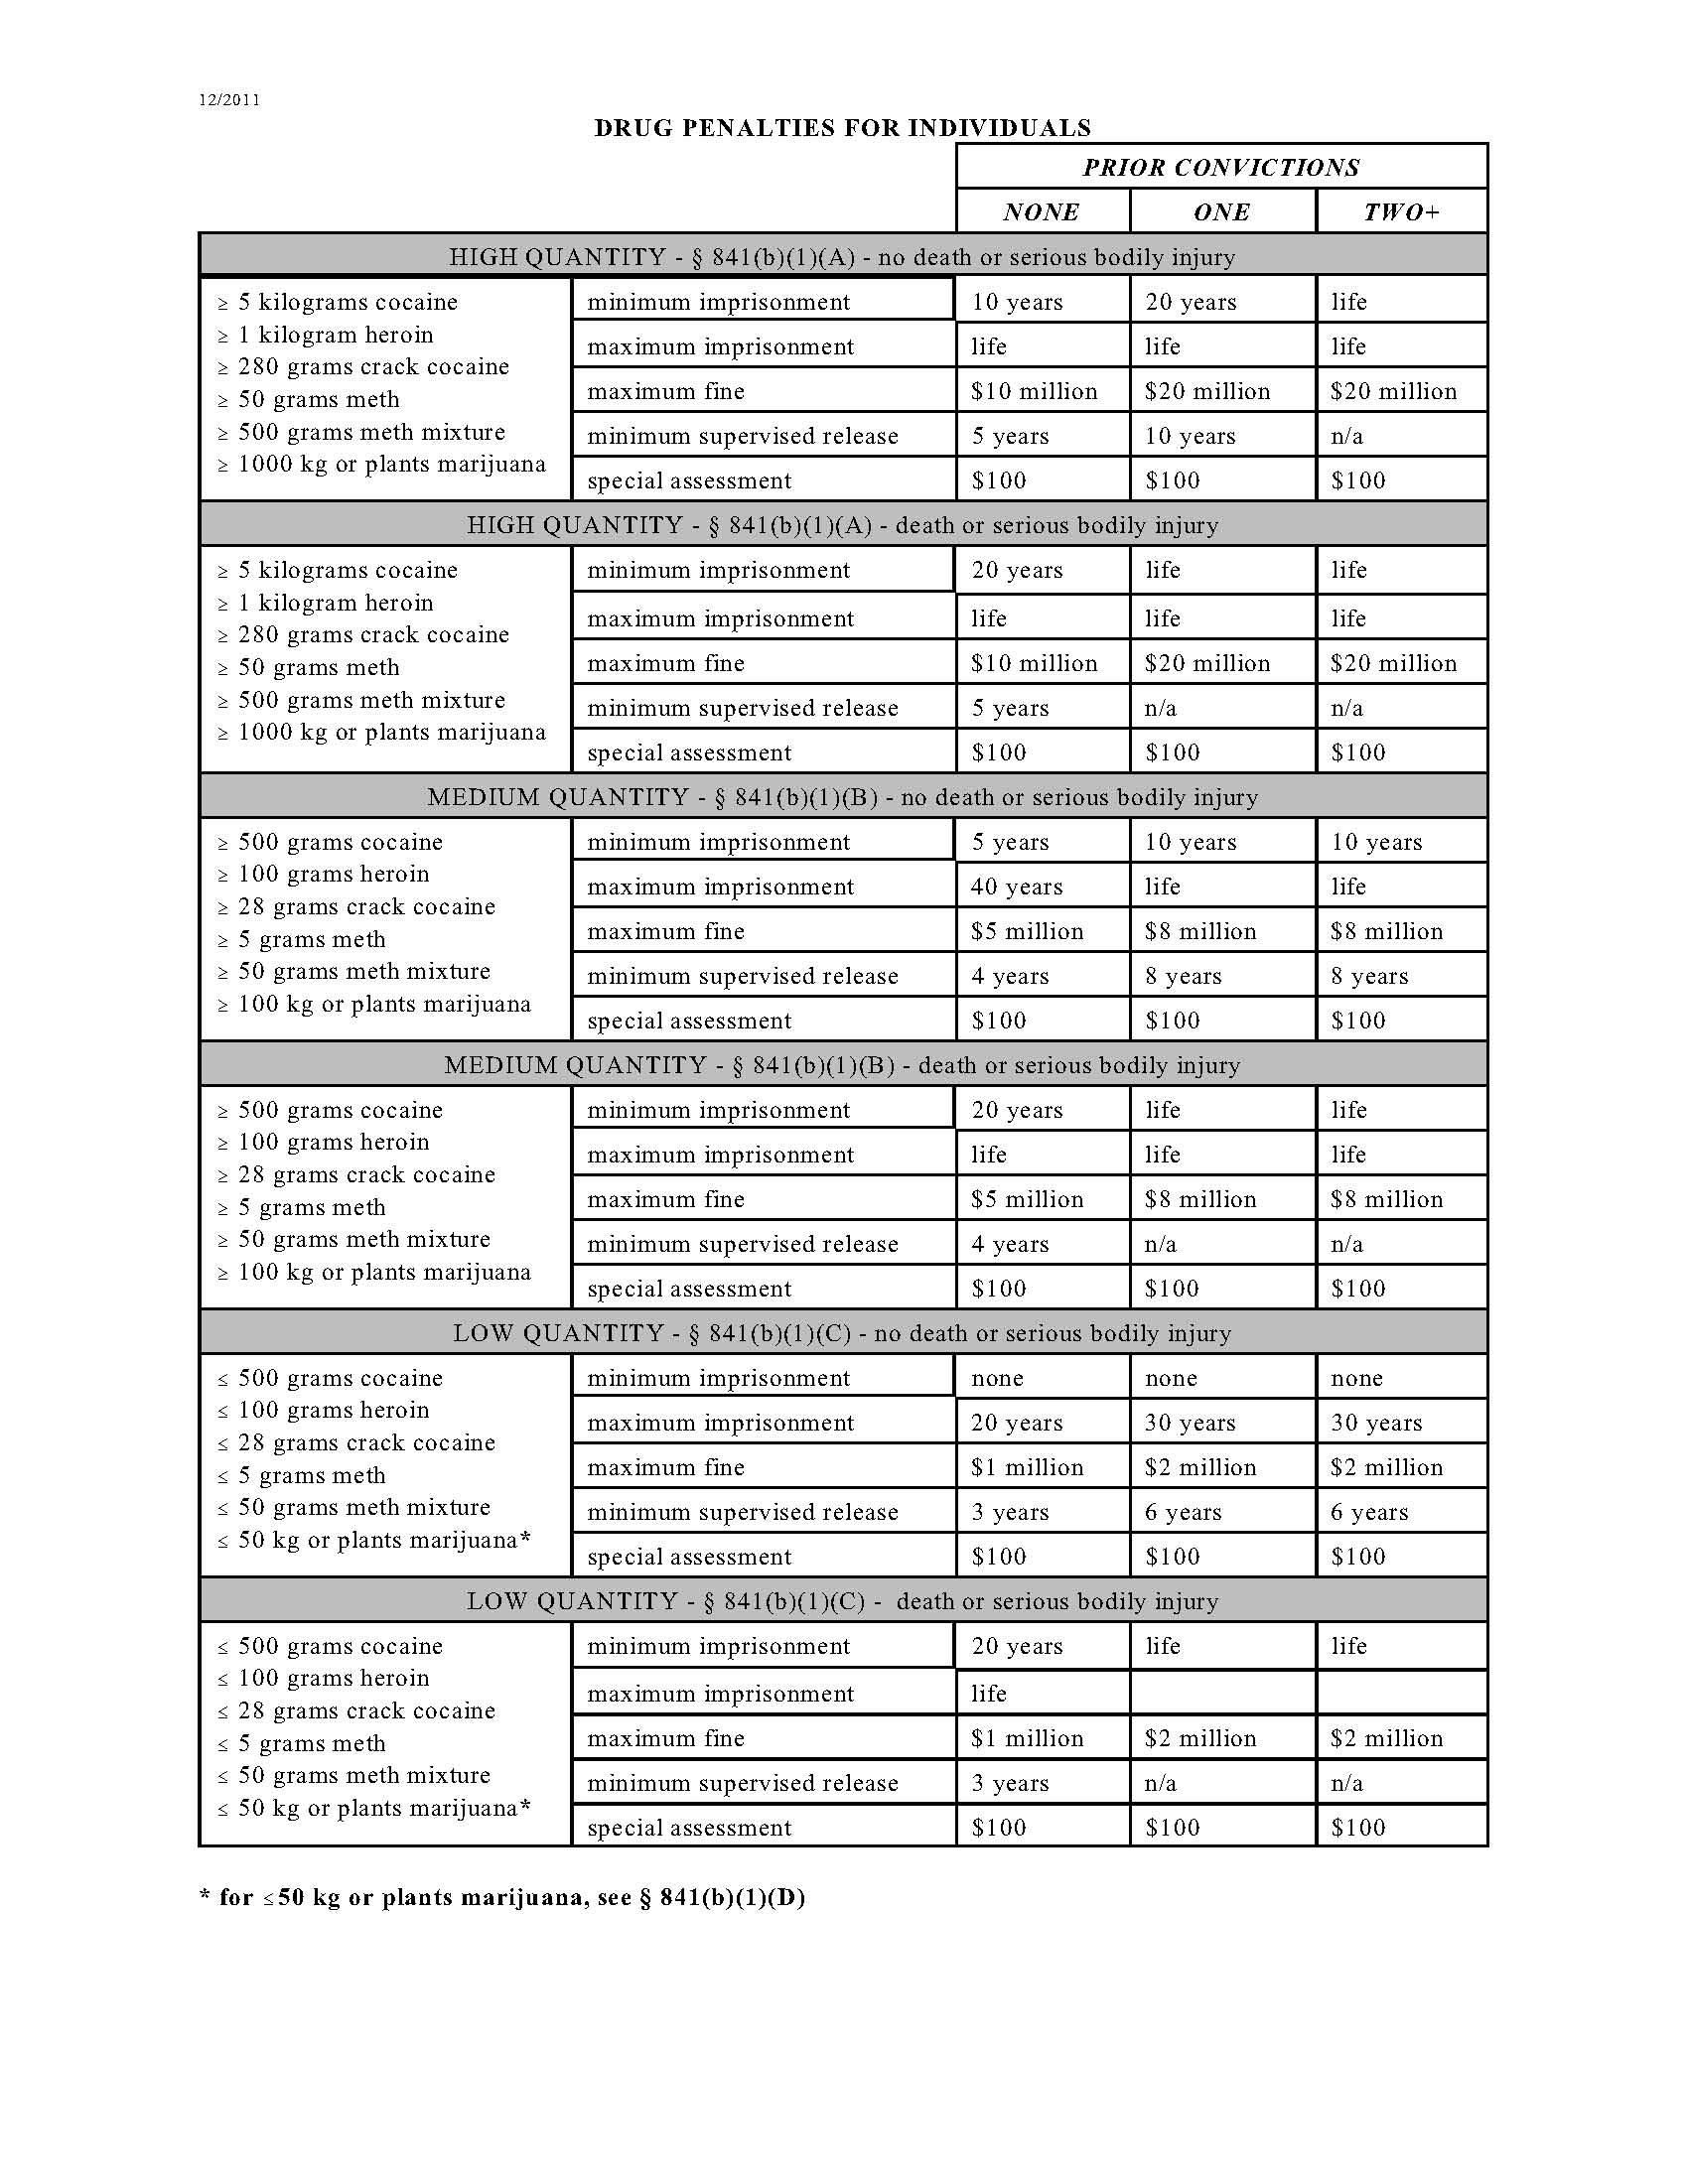 12/2011
DRUG PENALTIES FOR INDIVIDUALS
PRIOR CONVICTIONS
NONE ONE TWO+
HIGH QUANTITY - § 841(b)(1)(A) - no death or serious bodily injury
≥ 5 kilograms cocaine
≥ 1 kilogram heroin
≥ 280 grams crack cocaine
≥ 50 grams meth
≥ 500 grams meth mixture
≥ 1000 kg or plants marijuana
minimum imprisonment 10 years 20 years life
maximum imprisonment life life life
maximum fine $10 million $20 million $20 million
minimum supervised release 5 years 10 years n/a
special assessment $100 $100 $100
HIGH QUANTITY - § 841(b)(1)(A) - death or serious bodily injury
≥ 5 kilograms cocaine
≥ 1 kilogram heroin
≥ 280 grams crack cocaine
≥ 50 grams meth
≥ 500 grams meth mixture
≥ 1000 kg or plants marijuana
minimum imprisonment 20 years life life
maximum imprisonment life life life
maximum fine $10 million $20 million $20 million
minimum supervised release 5 years n/a n/a
special assessment $100 $100 $100
MEDIUM QUANTITY - § 841(b)(1)(B) - no death or serious bodily injury
≥ 500 grams cocaine
≥ 100 grams heroin
≥ 28 grams crack cocaine
≥ 5 grams meth
≥ 50 grams meth mixture
≥ 100 kg or plants marijuana
minimum imprisonment 5 years 10 years 10 years
maximum imprisonment 40 years life life
maximum fine $5 million $8 million $8 million
minimum supervised release 4 years 8 years 8 years
special assessment $100 $100 $100
MEDIUM QUANTITY - § 841(b)(1)(B) - death or serious bodily injury
≥ 500 grams cocaine
≥ 100 grams heroin
≥ 28 grams crack cocaine
≥ 5 grams meth
≥ 50 grams meth mixture
≥ 100 kg or plants marijuana
minimum imprisonment 20 years life life
maximum imprisonment life life life
maximum fine $5 million $8 million $8 million
minimum supervised release 4 years n/a n/a
special assessment $100 $100 $100
LOW QUANTITY - § 841(b)(1)(C) - no death or serious bodily injury
≤ 500 grams cocaine
≤ 100 grams heroin
≤ 28 grams crack cocaine
≤ 5 grams meth
≤ 50 grams meth mixture
≤ 50 kg or plants marijuana*
minimum imprisonment none none none
maximum imprisonment 20 years 30 years 30 years
maximum fine $1 million $2 million $2 million
minimum supervised release 3 years 6 years 6 years
special assessment $100 $100 $100
LOW QUANTITY - § 841(b)(1)(C) - death or serious bodily injury
≤ 500 grams cocaine
≤ 100 grams heroin
≤ 28 grams crack cocaine
≤ 5 grams meth
≤ 50 grams meth mixture
≤ 50 kg or plants marijuana*
minimum imprisonment 20 years life life
maximum imprisonment life
maximum fine $1 million $2 million $2 million
minimum supervised release 3 years n/a n/a
special assessment $100 $100 $100
* for ≤50 kg or plants marijuana, see § 841(b)(1)(D)